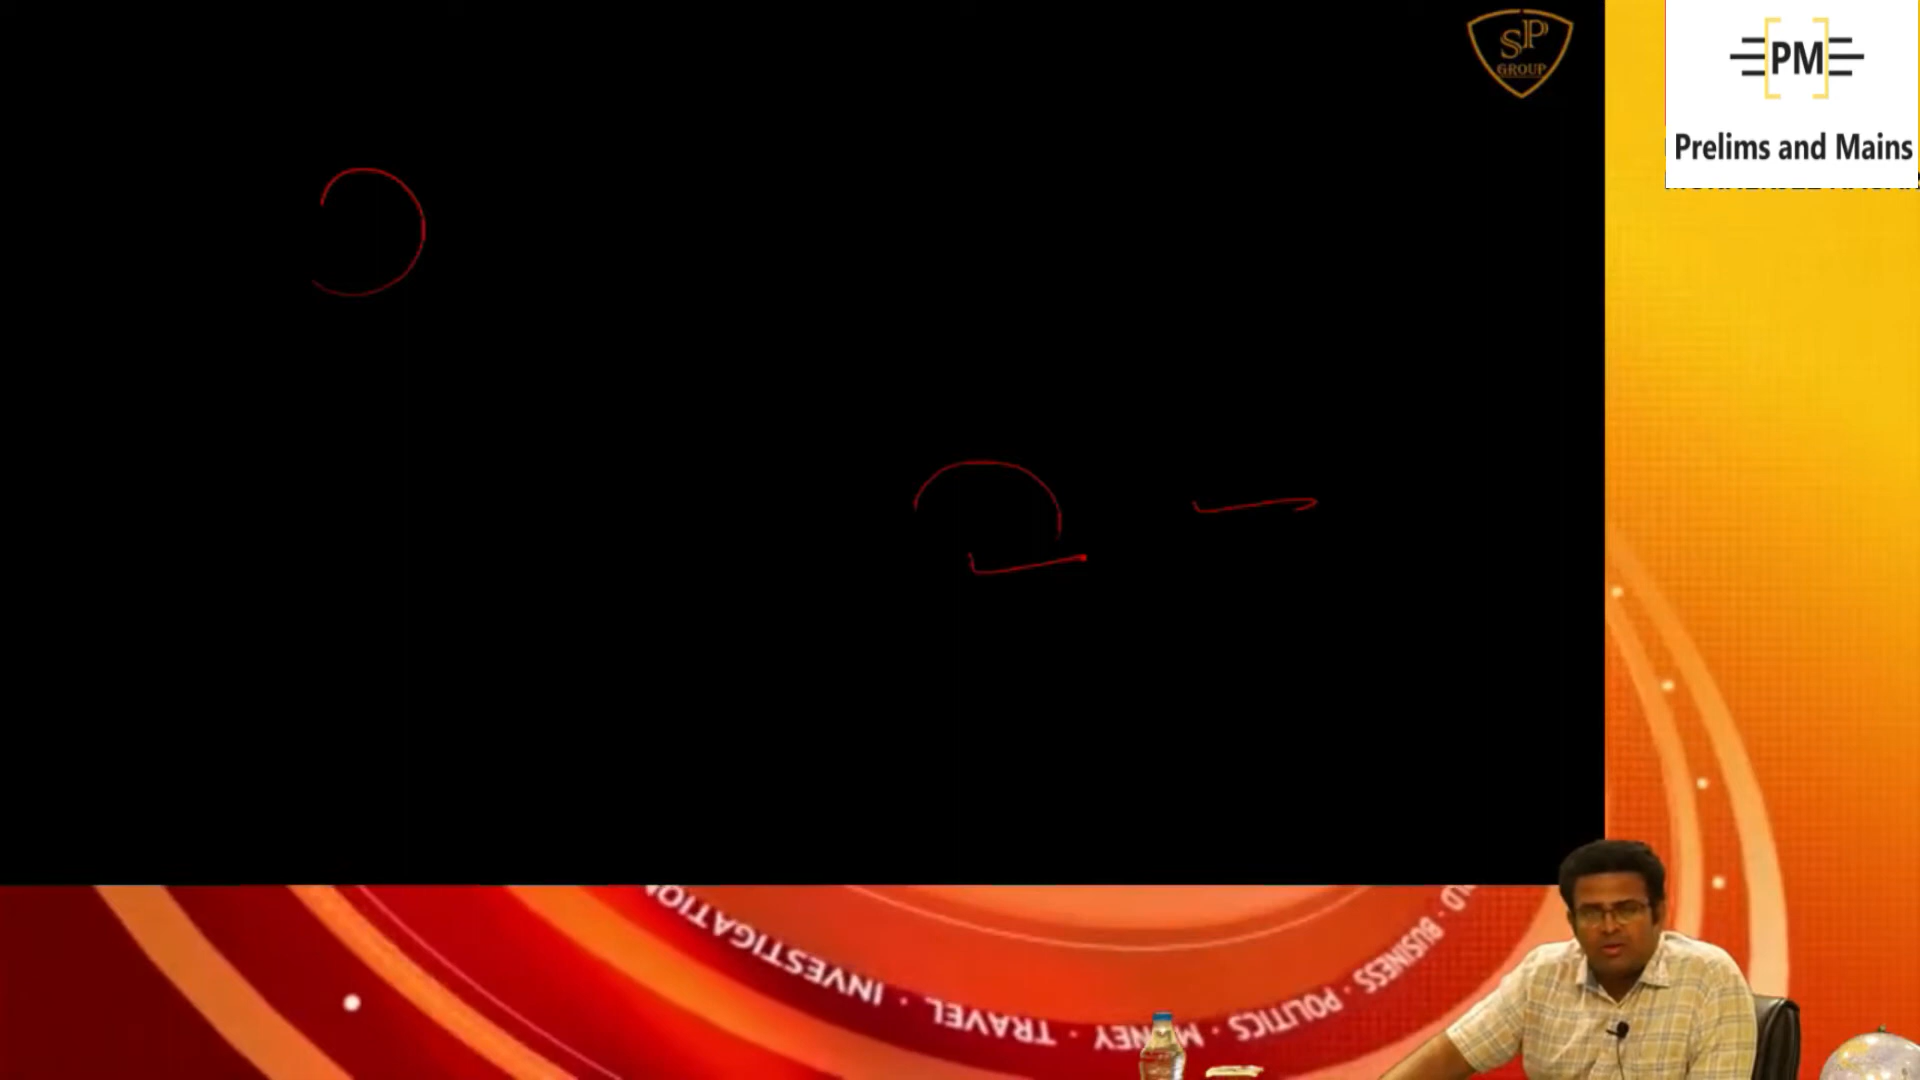 SP
GROUP
PM
Prelims and Mains
INVESTIGATION · TRAVEL · MONEY · POLITICS · BUSINESS ·